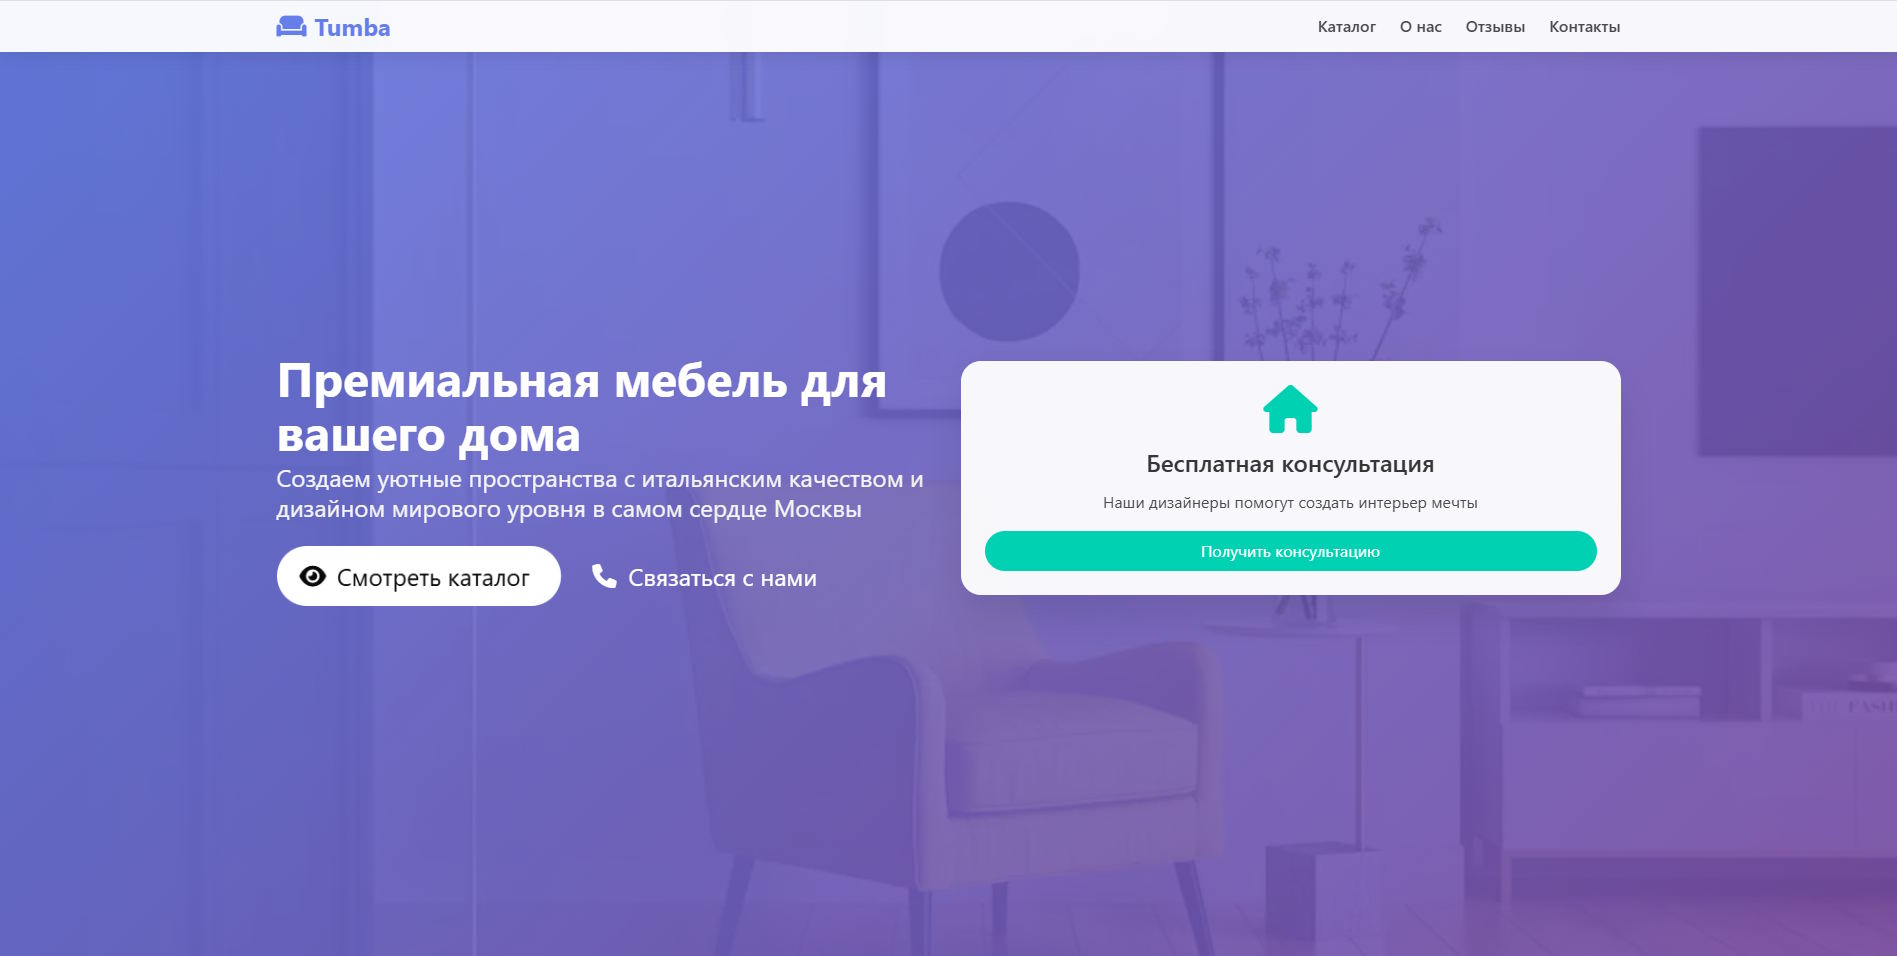 Tumba
Каталог
О нас
Отзывы
Контакты
Премиальная мебель для
вашего дома
Создаем уютные пространства с итальянским качеством и
дизайном мирового уровня в самом сердце Москвы
Смотреть каталог
Связаться с нами
Бесплатная консультация
Наши дизайнеры помогут создать интерьер мечты
Получить консультацию